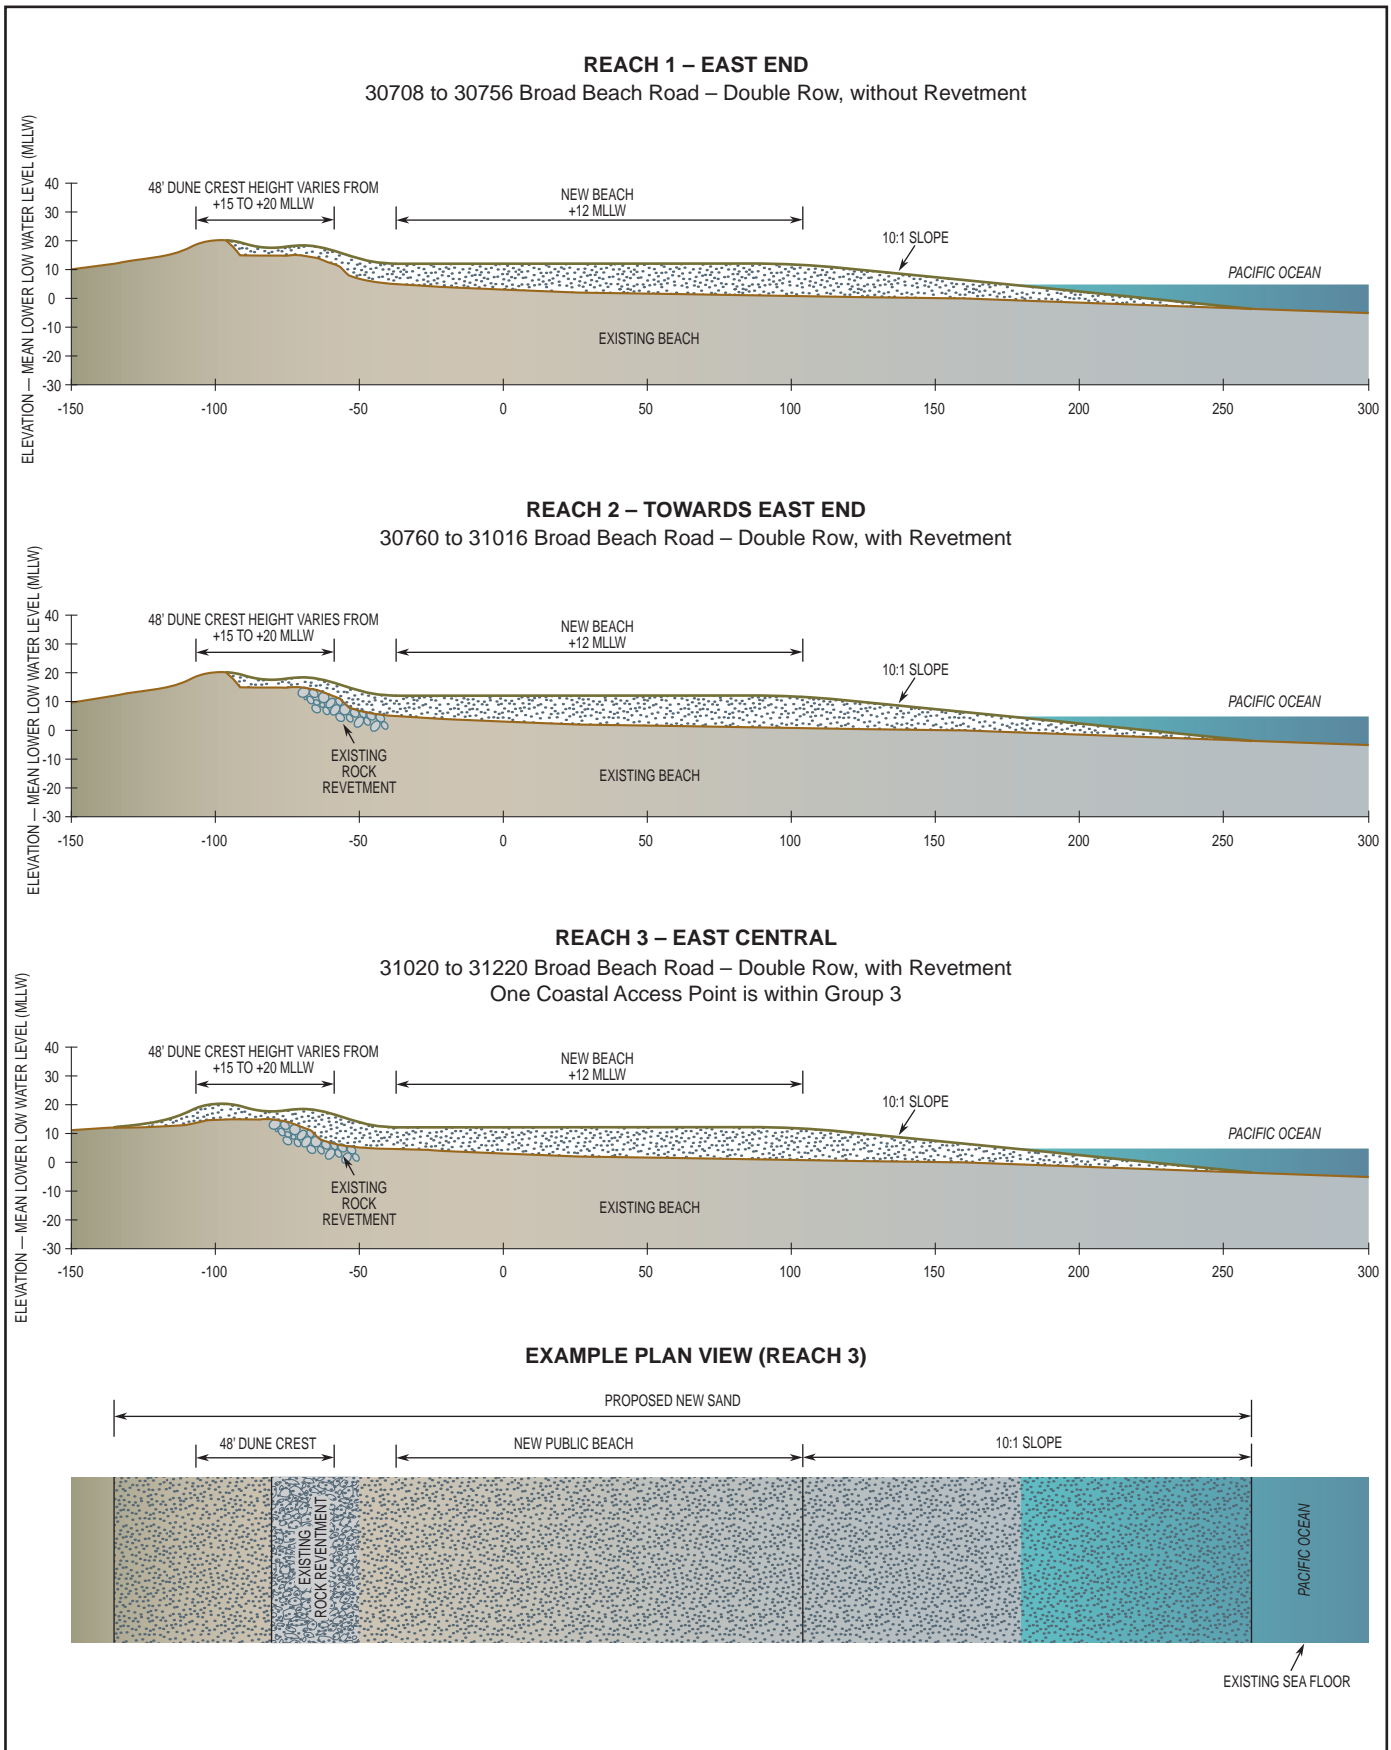 REACH 1 – EAST END
30708 to 30756 Broad Beach Road – Double Row, without Revetment
ELEVATION — MEAN LOWER LOW WATER LEVEL (MLLW)
48' DUNE CREST HEIGHT VARIES FROM
+15 TO +20 MLLW
NEW BEACH
+12 MLLW
10:1 SLOPE
PACIFIC OCEAN
EXISTING BEACH
40
30
20
10
0
-10
-20
-30
-150 -100 -50 0 50 100 150 200 250 300
REACH 2 – TOWARDS EAST END
30760 to 31016 Broad Beach Road – Double Row, with Revetment
ELEVATION — MEAN LOWER LOW WATER LEVEL (MLLW)
48' DUNE CREST HEIGHT VARIES FROM
+15 TO +20 MLLW
NEW BEACH
+12 MLLW
10:1 SLOPE
PACIFIC OCEAN
EXISTING
ROCK
REVETMENT
EXISTING BEACH
40
30
20
10
0
-10
-20
-30
-150 -100 -50 0 50 100 150 200 250 300
REACH 3 – EAST CENTRAL
31020 to 31220 Broad Beach Road – Double Row, with Revetment
One Coastal Access Point is within Group 3
ELEVATION — MEAN LOWER LOW WATER LEVEL (MLLW)
48' DUNE CREST HEIGHT VARIES FROM
+15 TO +20 MLLW
NEW BEACH
+12 MLLW
10:1 SLOPE
PACIFIC OCEAN
EXISTING
ROCK
REVETMENT
EXISTING BEACH
40
30
20
10
0
-10
-20
-30
-150 -100 -50 0 50 100 150 200 250 300
EXAMPLE PLAN VIEW (REACH 3)
PROPOSED NEW SAND
48' DUNE CREST
NEW PUBLIC BEACH
10:1 SLOPE
EXISTING
ROCK REVENTMENT
PACIFIC OCEAN
EXISTING SEA FLOOR